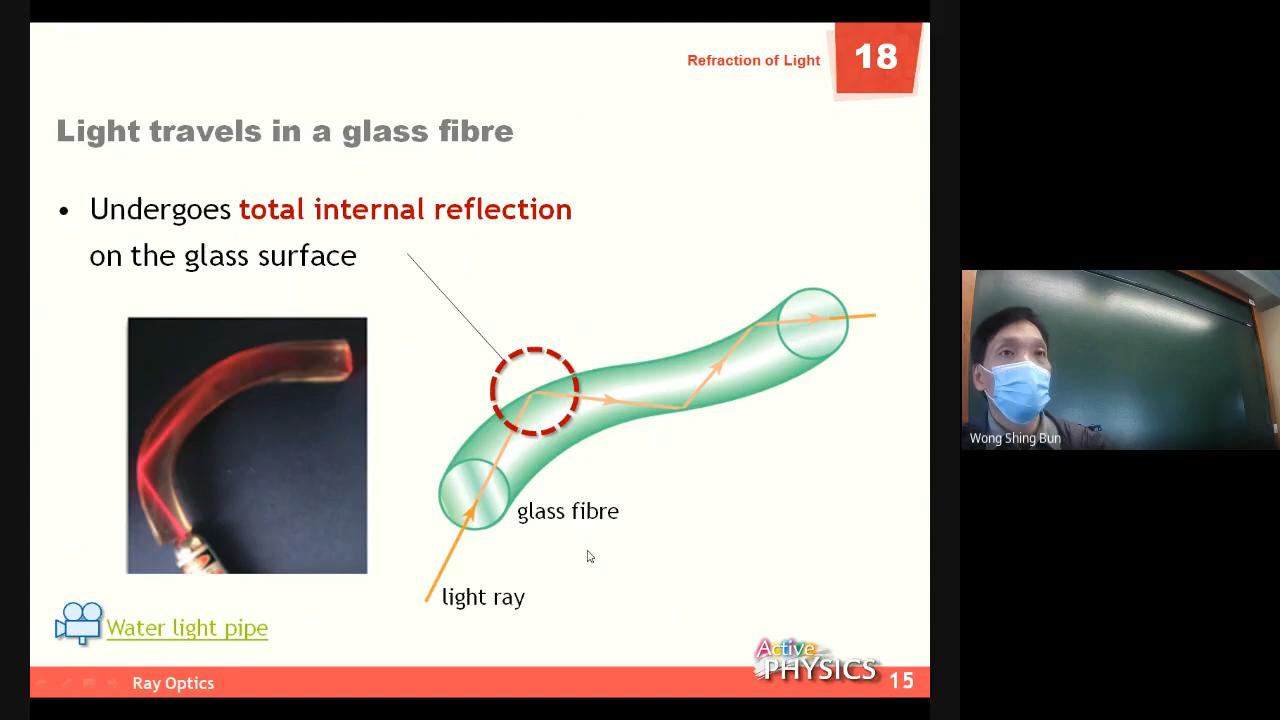 Refraction of Light
18
Light travels in a glass fibre
• Undergoes total internal reflection
on the glass surface
glass fibre
light ray
Water light pipe
Active
PHYSICS
Ray Optics
15
Wong Shing Bun